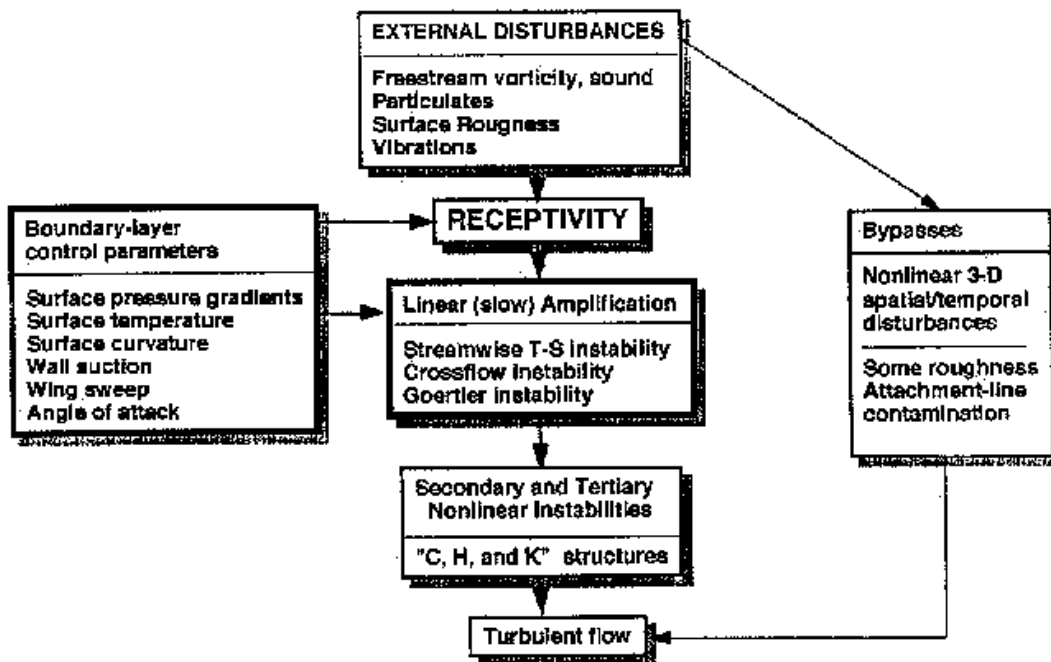 EXTERNAL DISTURBANCES
Freestream vorticity, sound
Particulates
Surface Rougness
Vibrations
RECEPTIVITY
Boundary-layer
control parameters
Surface pressure gradients
Surface temperature
Surface curvature
Wall suction
Wing sweep
Angle of attack
Linear (slow) Amplification
Streamwise T-S instability
Crossflow instability
Goertler instability
Bypasses
Nonlinear 3-D
spatial/temporal
disturbances
Some roughness
Attachment-line
contamination
Secondary and Tertiary
Nonlinear Instabilities
"C, H, and K" structures
Turbulent flow